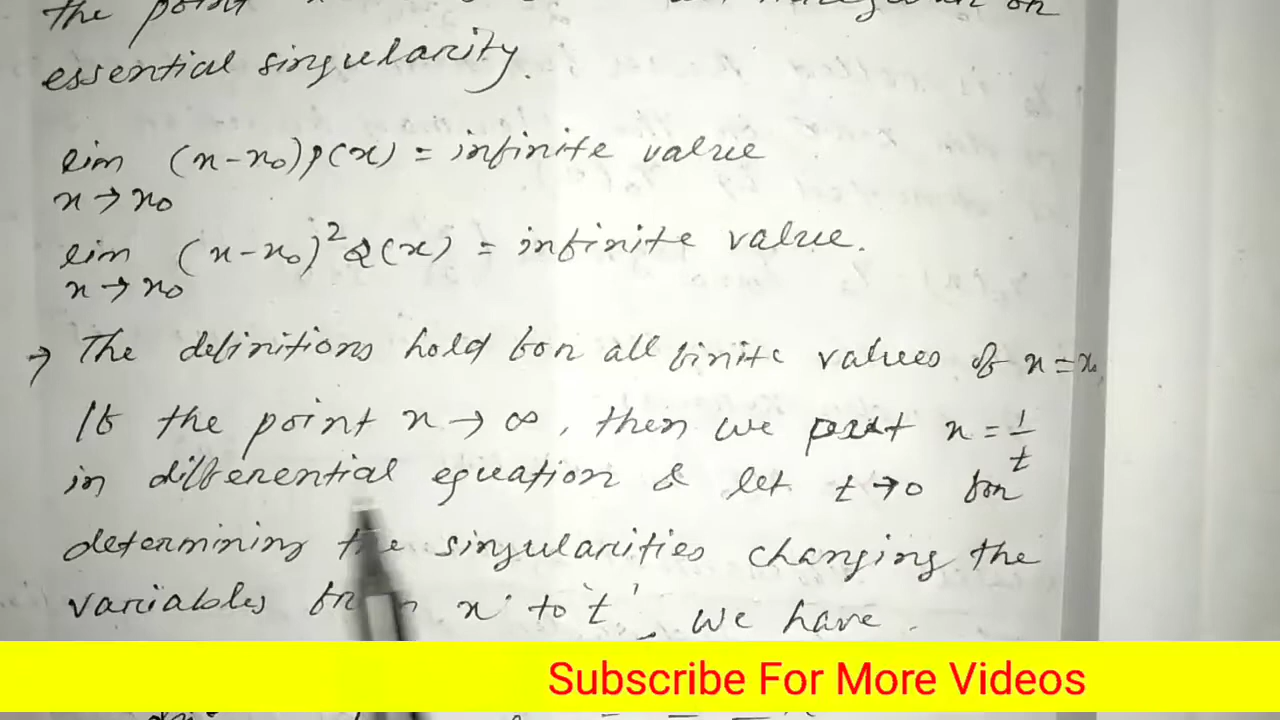 the point
essential singularity.
lim (x-x₀) p(x) = infinite value
x → x₀
lim (x-x₀)² Q(x) = infinite value.
x → x₀
→ The definitions hold for all finite values of x = x₀
If the point x → ∞, then we put x = 1/t
in differential equation & let t → 0 for
determining the singularities changing the
variables x to 't', we have.
Subscribe For More Videos